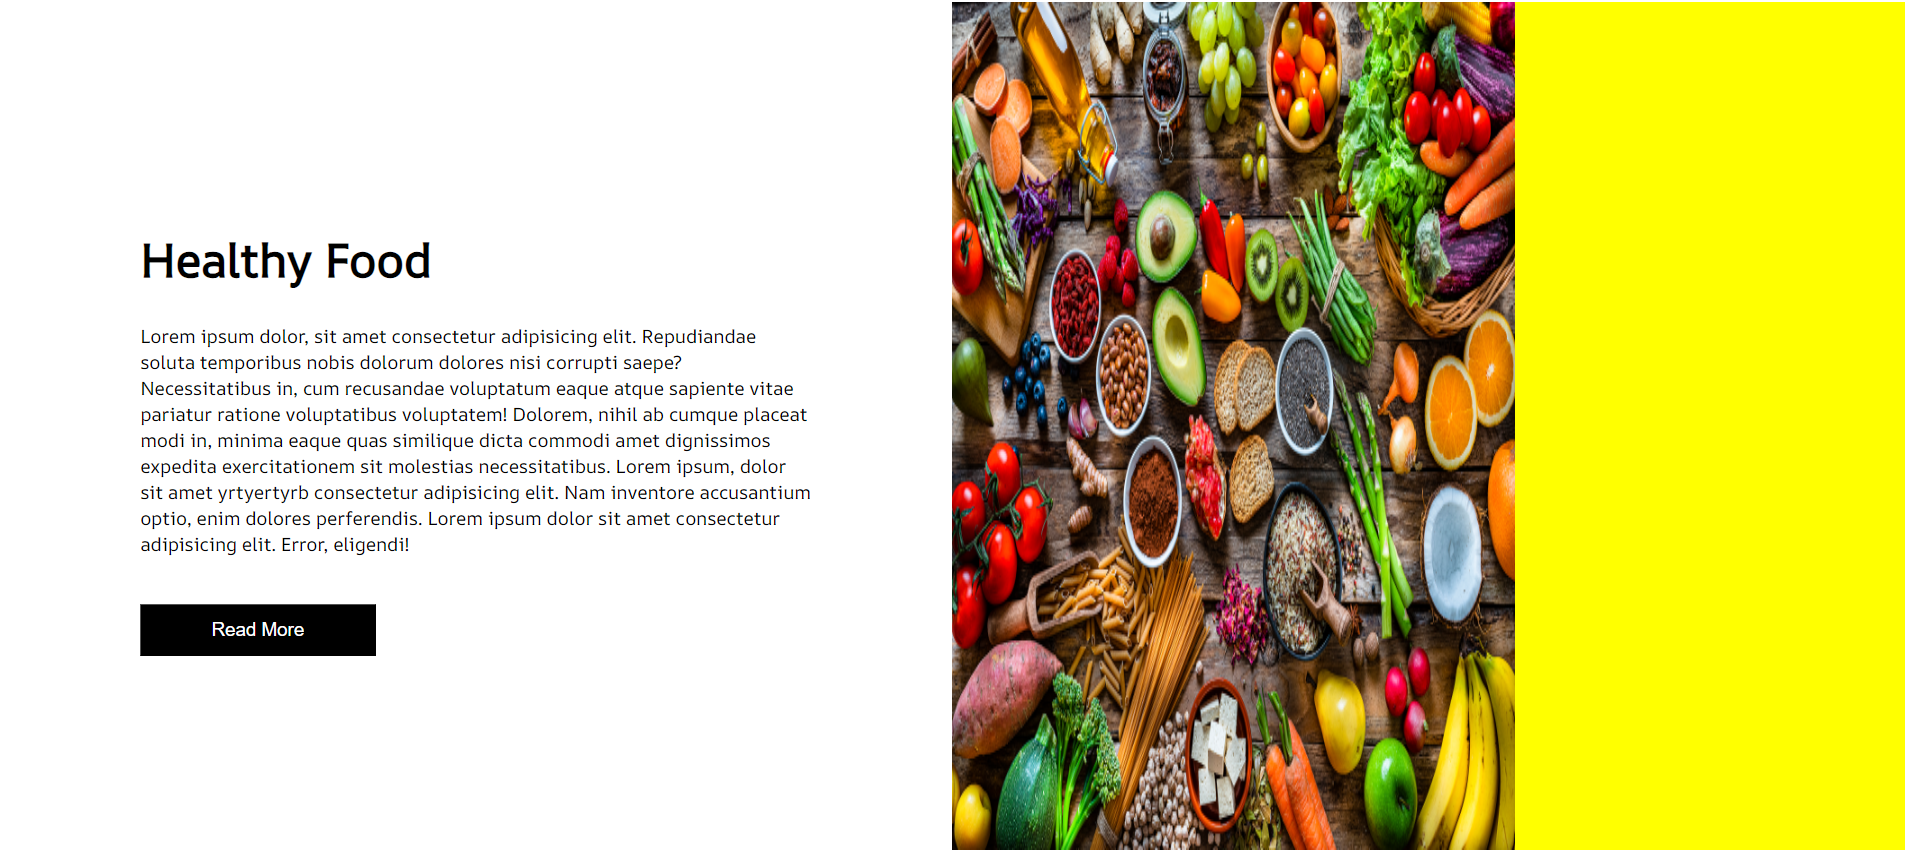 Healthy Food
Lorem ipsum dolor, sit amet consectetur adipisicing elit. Repudiandae
soluta temporibus nobis dolorum dolores nisi corrupti saepe?
Necessitatibus in, cum recusandae voluptatum eaque atque sapiente vitae
pariatur ratione voluptatibus voluptatem! Dolorem, nihil ab cumque placeat
modi in, minima eaque quas similique dicta commodi amet dignissimos
expedita exercitationem sit molestias necessitatibus. Lorem ipsum, dolor
sit amet yrtyertyrb consectetur adipisicing elit. Nam inventore accusantium
optio, enim dolores perferendis. Lorem ipsum dolor sit amet consectetur
adipisicing elit. Error, eligendi!
Read More